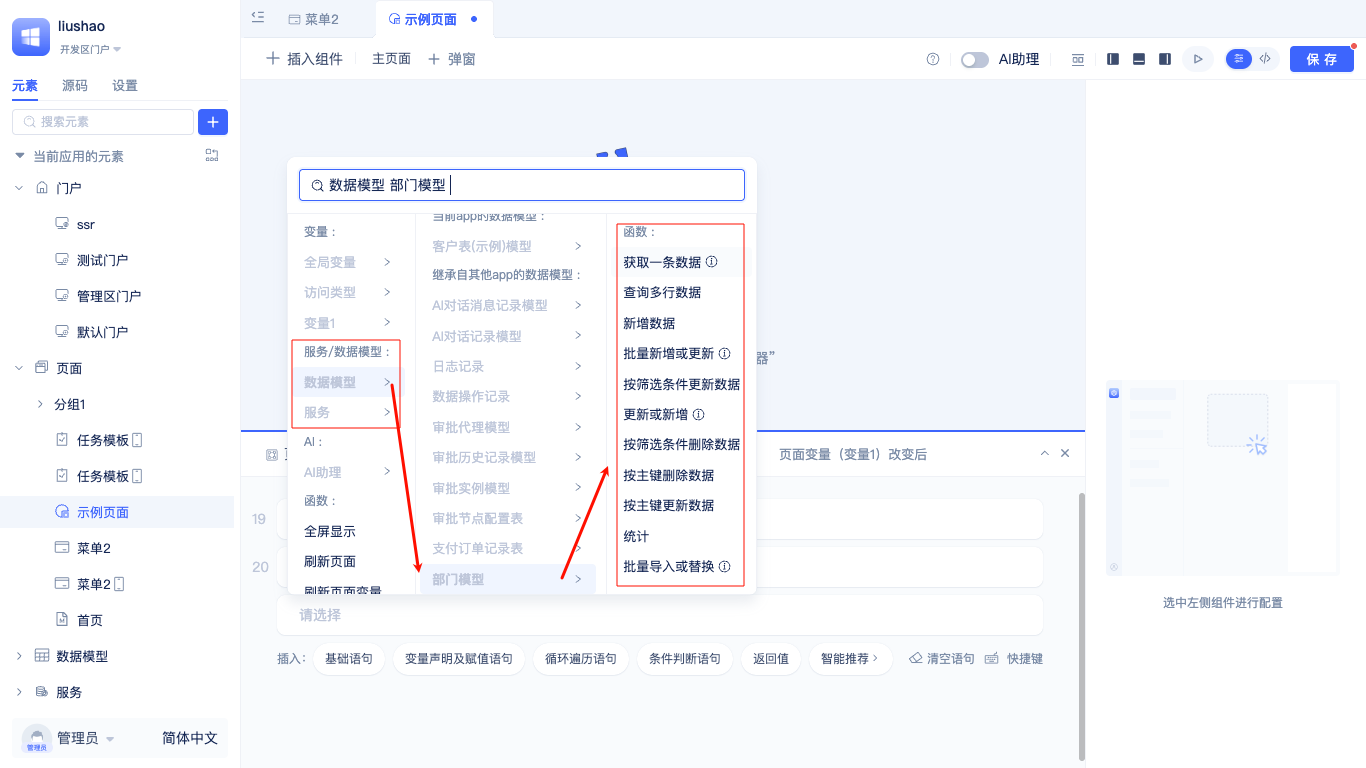 liushao
开发区门户
元素 源码 设置
搜索元素
当前应用的元素
门户
ssr
测试门户
管理区门户
默认门户
页面
分组1
任务模板
任务模板
示例页面
菜单2
菜单2
首页
数据模型
服务
管理员
管理员
简体中文
菜单2 示例页面
插入组件 主页面 弹窗
AI助理
保存
数据模型 部门模型
变量：
全局变量
访问类型
变量1
服务/数据模型：
数据模型
服务
AI：
AI助理
函数：
全屏显示
刷新页面
刷新页面变量
当前app的数据模型：
客户表(示例)模型
继承自其他app的数据模型：
AI对话消息记录模型
AI对话记录模型
日志记录
数据操作记录
审批代理模型
审批历史记录模型
审批实例模型
审批节点配置表
支付订单记录表
部门模型
函数：
获取一条数据
查询多行数据
新增数据
批量新增或更新
按筛选条件更新数据
更新或新增
按筛选条件删除数据
按主键删除数据
按主键更新数据
统计
批量导入或替换
器”
页面变量（变量1）改变后
19
20
请选择
插入： 基础语句 变量声明及赋值语句 循环遍历语句 条件判断语句 返回值 智能推荐 清空语句 快捷键
选中左侧组件进行配置